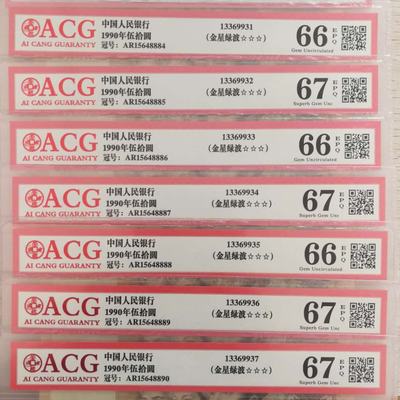 ACG
AI CANG GUARANTY
中国人民银行
1990年伍拾圆
冠号: AR15648884
13369931
(金星绿波☆☆☆)
66
EPQ
Gem Uncirculated
ACG
AI CANG GUARANTY
中国人民银行
1990年伍拾圆
冠号: AR15648885
13369932
(金星绿波☆☆☆)
67
EPQ
Superb Gem Unc
ACG
AI CANG GUARANTY
中国人民银行
1990年伍拾圆
冠号: AR15648886
13369933
(金星绿波☆☆☆)
66
EPQ
Gem Uncirculated
ACG
AI CANG GUARANTY
中国人民银行
1990年伍拾圆
冠号: AR15648887
13369934
(金星绿波☆☆☆)
67
EPQ
Superb Gem Unc
ACG
AI CANG GUARANTY
中国人民银行
1990年伍拾圆
冠号: AR15648888
13369935
(金星绿波☆☆☆)
66
EPQ
Gem Uncirculated
ACG
AI CANG GUARANTY
中国人民银行
1990年伍拾圆
冠号: AR15648889
13369936
(金星绿波☆☆☆)
67
EPQ
Superb Gem Unc
ACG
AI CANG GUARANTY
中国人民银行
1990年伍拾圆
冠号: AR15648890
13369937
(金星绿波☆☆☆)
67
EPQ
Superb Gem Unc